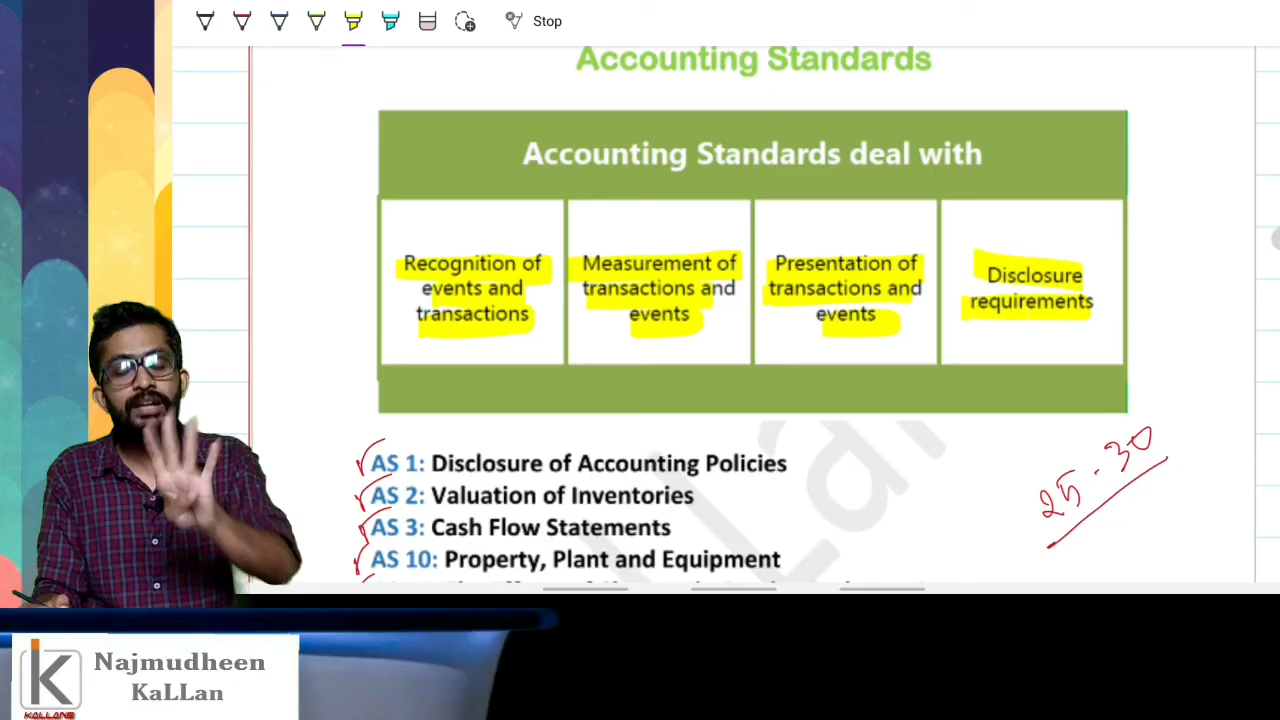 Stop
Accounting Standards
Accounting Standards deal with
Recognition of
events and
transactions
Measurement of
transactions and
events
Presentation of
transactions and
events
Disclosure
requirements
25 - 30
AS 1: Disclosure of Accounting Policies
AS 2: Valuation of Inventories
AS 3: Cash Flow Statements
AS 10: Property, Plant and Equipment
Najmudheen
KaLLan
KALLANS